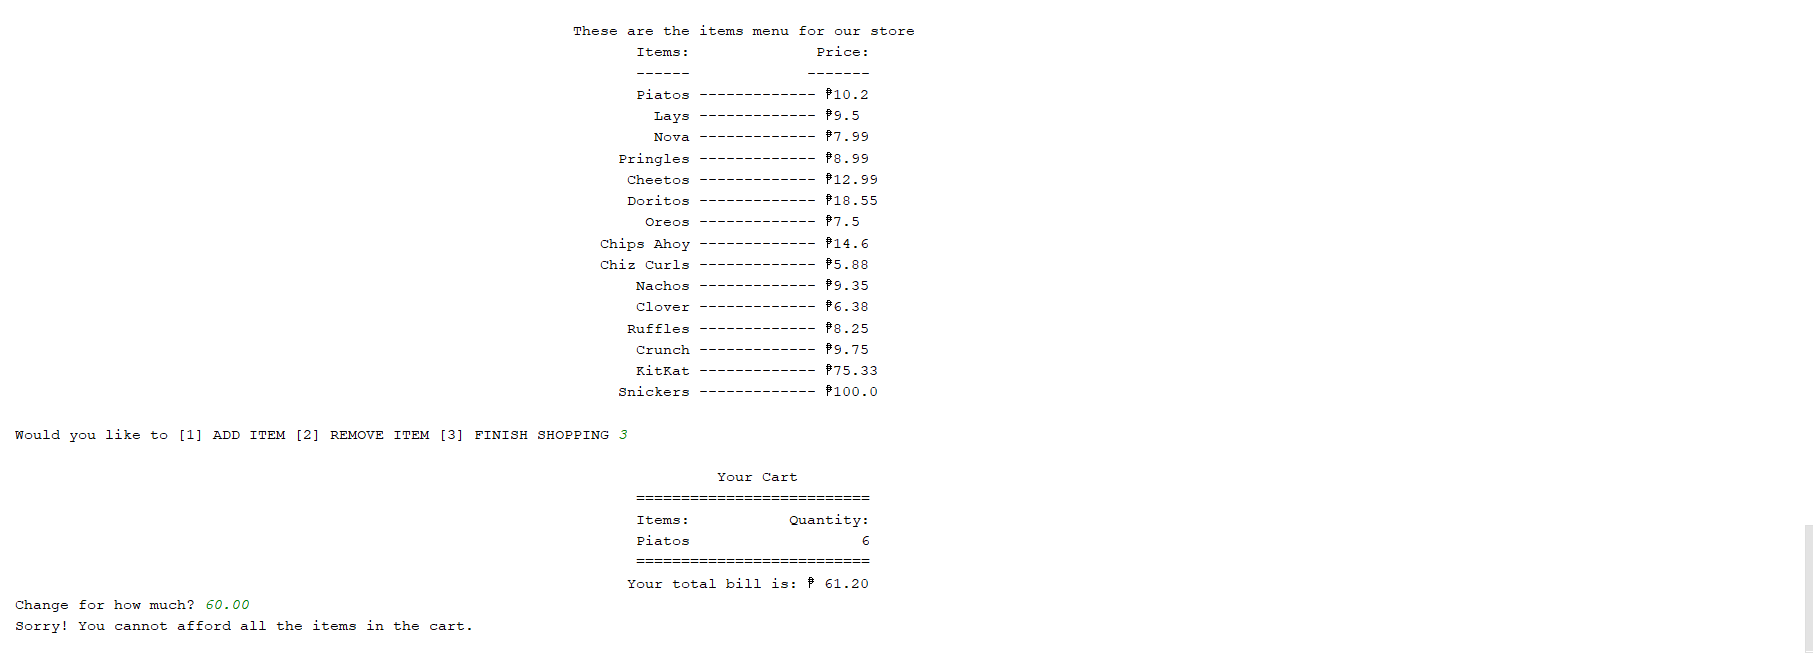 These are the items menu for our store
Items: Price:
------ -------
Piatos ------------- ₱10.2
Lays ------------- ₱9.5
Nova ------------- ₱7.99
Pringles ------------- ₱8.99
Cheetos ------------- ₱12.99
Doritos ------------- ₱18.55
Oreos ------------- ₱7.5
Chips Ahoy ------------- ₱14.6
Chiz Curls ------------- ₱5.88
Nachos ------------- ₱9.35
Clover ------------- ₱6.38
Ruffles ------------- ₱8.25
Crunch ------------- ₱9.75
KitKat ------------- ₱75.33
Snickers ------------- ₱100.0
Would you like to [1] ADD ITEM [2] REMOVE ITEM [3] FINISH SHOPPING 3
Your Cart
==========================
Items: Quantity:
Piatos 6
==========================
Your total bill is: ₱ 61.20
Change for how much? 60.00
Sorry! You cannot afford all the items in the cart.